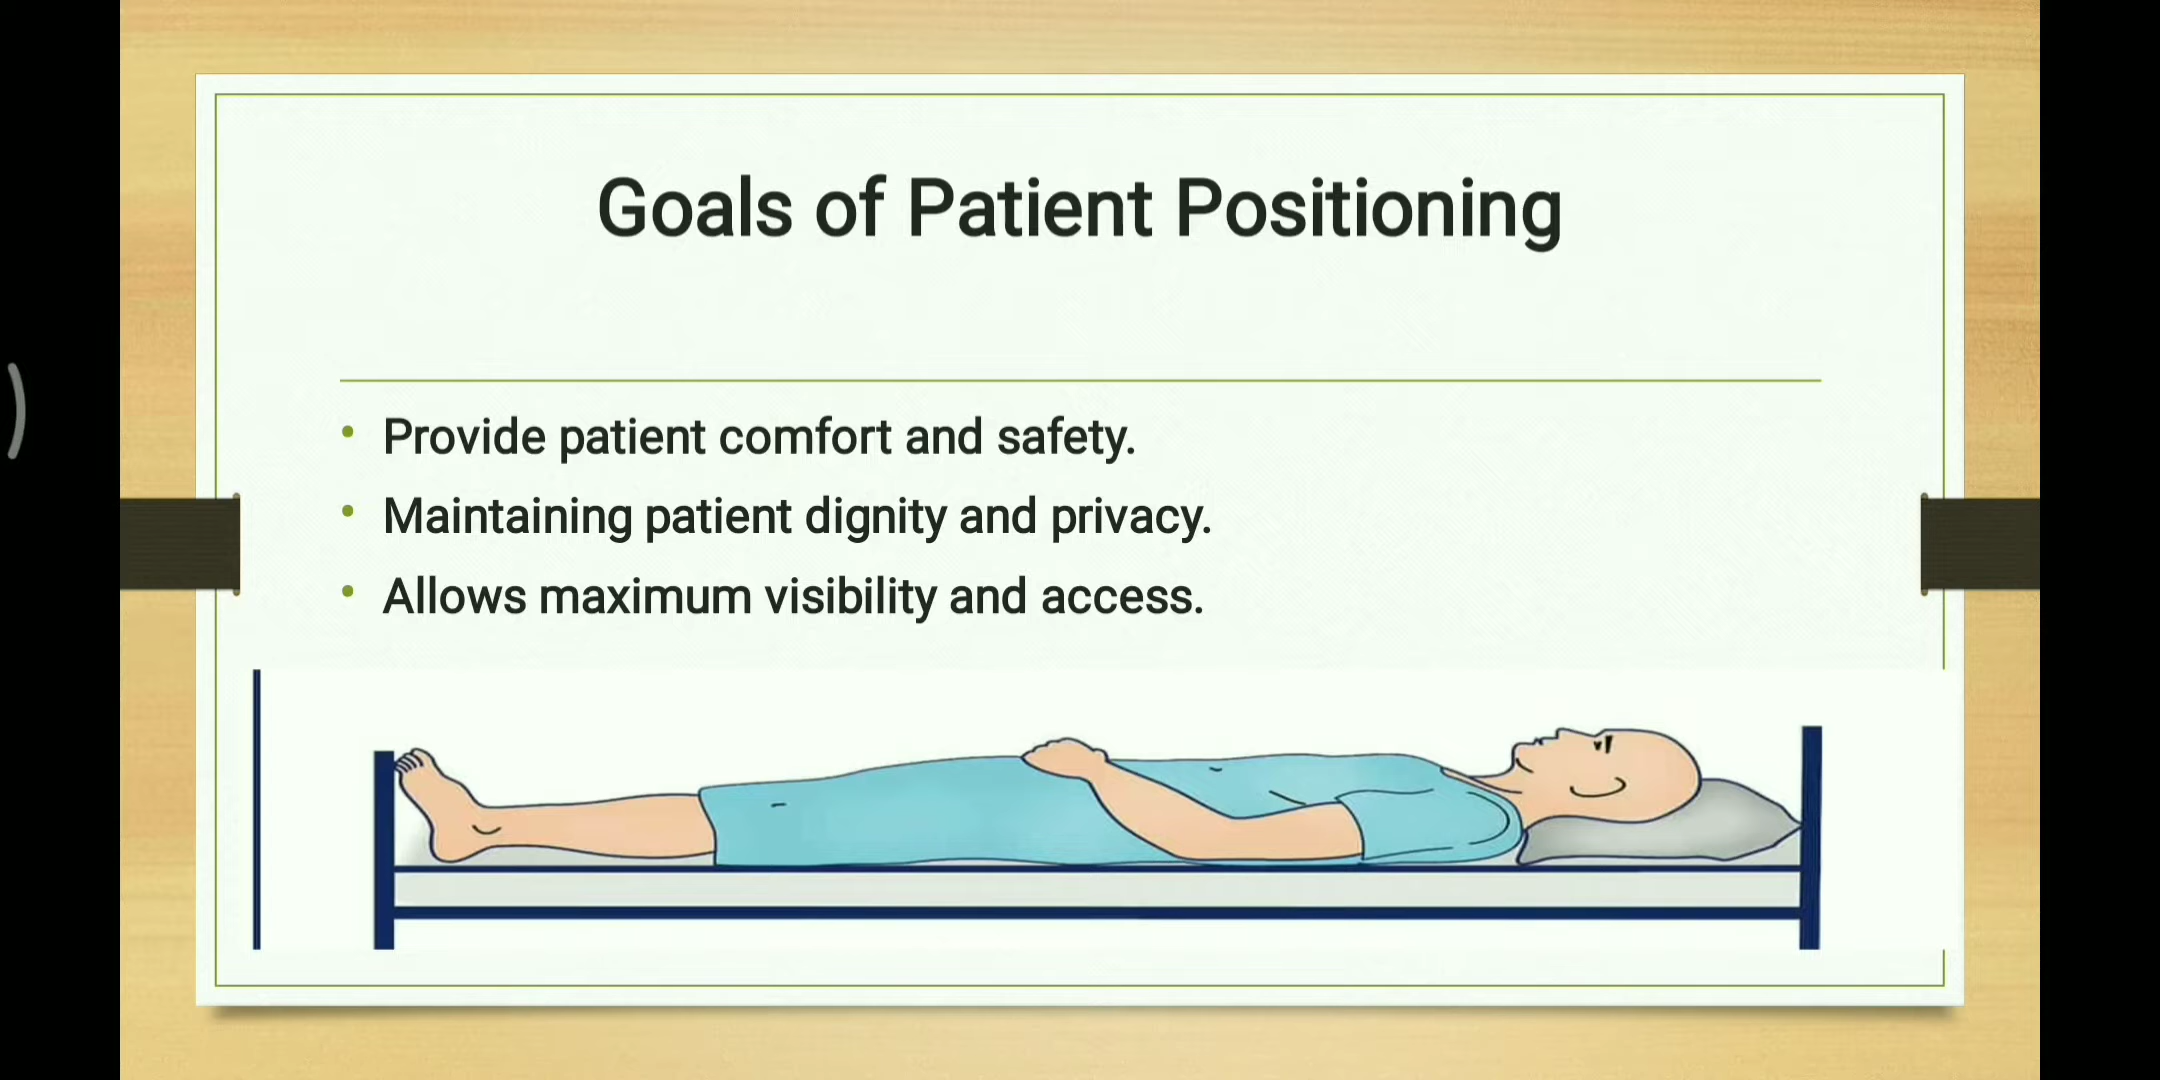 Goals of Patient Positioning
• Provide patient comfort and safety.
• Maintaining patient dignity and privacy.
• Allows maximum visibility and access.